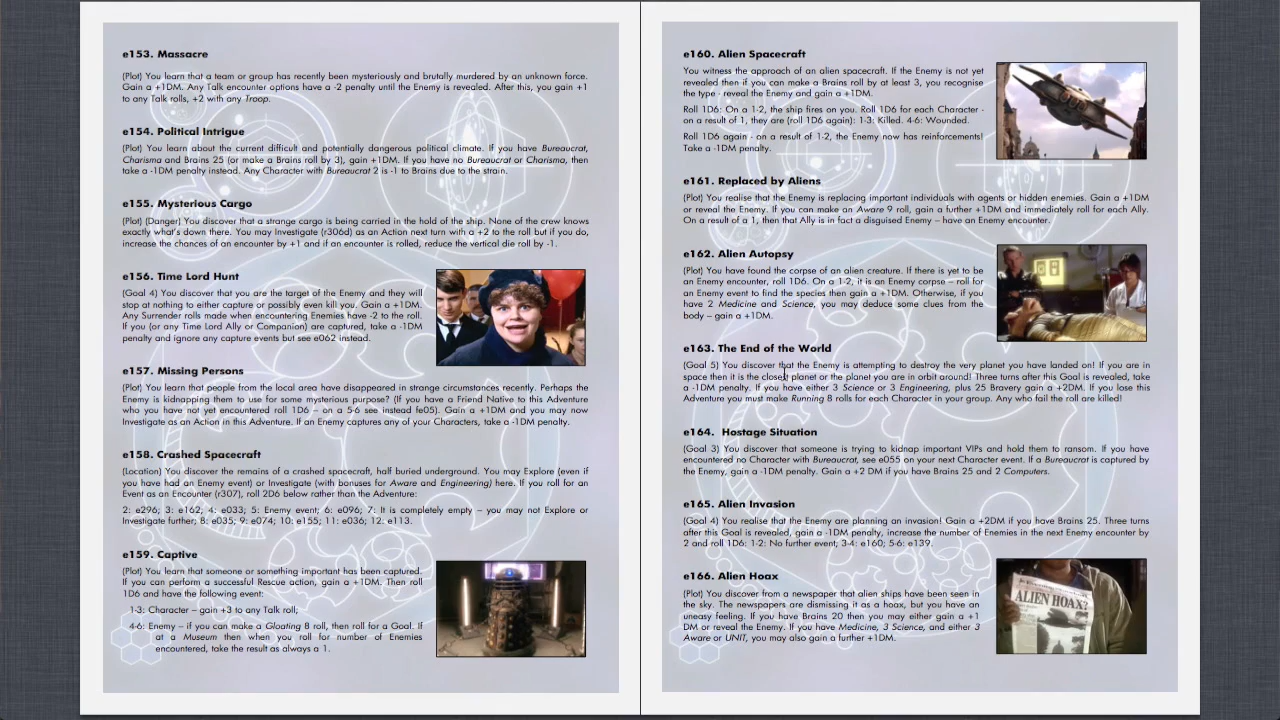 e153. Massacre
(Plot) You learn that a team or group has recently been mysteriously and brutally murdered by an unknown force.
Gain a +1DM. Any Talk encounter options have a -2 penalty until the Enemy is revealed. After this, you gain +1
to any Talk rolls, +2 with any Troop.
e154. Political Intrigue
(Plot) You learn about the current difficult and potentially dangerous political climate. If you have Bureaucrat,
Charisma and Brains 25 (or make a Brains roll by 3), gain +1DM. If you have no Bureaucrat or Charisma, then
take a -1DM penalty instead. Any Character with Bureaucrat 2 is -1 to Brains due to the strain.
e155. Mysterious Cargo
(Plot) (Danger) You discover that a strange cargo is being carried in the hold of the ship. None of the crew knows
exactly what's down there. You may Investigate (r306d) as an Action next turn with a +2 to the roll but if you do,
increase the chances of an encounter by +1 and if an encounter is rolled, reduce the vertical die roll by -1.
e156. Time Lord Hunt
(Goal 4) You discover that you are the target of the Enemy and they will
stop at nothing to either capture or possibly even kill you. Gain a +1DM.
Any Surrender rolls made when encountering Enemies have -2 to the roll.
If you (or any Time Lord Ally or Companion) are captured, take a -1DM
penalty and ignore any capture events but see e062 instead.
e157. Missing Persons
(Plot) You learn that people from the local area have disappeared in strange circumstances recently. Perhaps the
Enemy is kidnapping them to use for some mysterious purpose? (If you have a Friend Native to this Adventure
who you have not yet encountered roll 1D6 – on a 5-6 see instead fe05). Gain a +1DM and you may now
Investigate as an Action in this Adventure. If an Enemy captures any of your Characters, take a -1DM penalty.
e158. Crashed Spacecraft
(Location) You discover the remains of a crashed spacecraft, half buried underground. You may Explore (even if
you have had an Enemy event) or Investigate (with bonuses for Aware and Engineering) here. If you roll for an
Event as an Encounter (r307), roll 2D6 below rather than the Adventure:
2: e296; 3: e162; 4: e033; 5: Enemy event; 6: e096; 7: It is completely empty – you may not Explore or
Investigate further; 8: e035; 9: e074; 10: e155; 11: e036; 12: e113.
e159. Captive
(Plot) You learn that someone or something important has been captured.
If you can perform a successful Rescue action, gain a +1DM. Then roll
1D6 and have the following event:
1-3: Character – gain +3 to any Talk roll;
4-6: Enemy – if you can make a Gloating 8 roll, then roll for a Goal. If
at a Museum then when you roll for number of Enemies
encountered, take the result as always a 1.
e160. Alien Spacecraft
You witness the approach of an alien spacecraft. If the Enemy is not yet
revealed then if you can make a Brains roll by at least 3, you recognise
the type - reveal the Enemy and gain a +1DM.
Roll 1D6: On a 1-2, the ship fires on you. Roll 1D6 for each Character -
on a result of 1, they are (roll 1D6 again): 1-3: Killed. 4-6: Wounded.
Roll 1D6 again - on a result of 1-2, the Enemy now has reinforcements!
Take a -1DM penalty.
e161. Replaced by Aliens
(Plot) You realise that the Enemy is replacing important individuals with agents or hidden enemies. Gain a +1DM
or reveal the Enemy. If you can make an Aware 9 roll, gain a further +1DM and immediately roll for each Ally.
On a result of a 1, then that Ally is in fact a disguised Enemy – have an Enemy encounter.
e162. Alien Autopsy
(Plot) You have found the corpse of an alien creature. If there is yet to be
an Enemy encounter, roll 1D6. On a 1-2, it is an Enemy corpse – roll for
an Enemy event to find the species then gain a +1DM. Otherwise, if you
have 2 Medicine and Science, you may deduce some clues from the
body – gain a +1DM.
e163. The End of the World
(Goal 5) You discover that the Enemy is attempting to destroy the very planet you have landed on! If you are in
space then it is the closest planet or the planet you are in orbit around! Three turns after this Goal is revealed, take
a -1DM penalty. If you have either 3 Science or 3 Engineering, plus 25 Bravery gain a +2DM. If you lose this
Adventure you must make Running 8 rolls for each Character in your group. Any who fail the roll are killed!
e164. Hostage Situation
(Goal 3) You discover that someone is trying to kidnap important VIPs and hold them to ransom. If you have
encountered no Character with Bureaucrat, see e055 on your next Character event. If a Bureaucrat is captured by
the Enemy, gain a -1DM penalty. Gain a +2 DM if you have Brains 25 and 2 Computers.
e165. Alien Invasion
(Goal 4) You realise that the Enemy are planning an invasion! Gain a +2DM if you have Brains 25. Three turns
after this Goal is revealed, gain a -1DM penalty, increase the number of Enemies in the next Enemy encounter by
2 and roll 1D6: 1-2: No further event; 3-4: e160; 5-6: e139.
e166. Alien Hoax
(Plot) You discover from a newspaper that alien ships have been seen in
the sky. The newspapers are dismissing it as a hoax, but you have an
uneasy feeling. If you have Brains 20 then you may either gain a +1
DM or reveal the Enemy. If you have Medicine, 3 Science, and either 3
Aware or UNIT, you may also gain a further +1DM.
ALIEN HOAX?